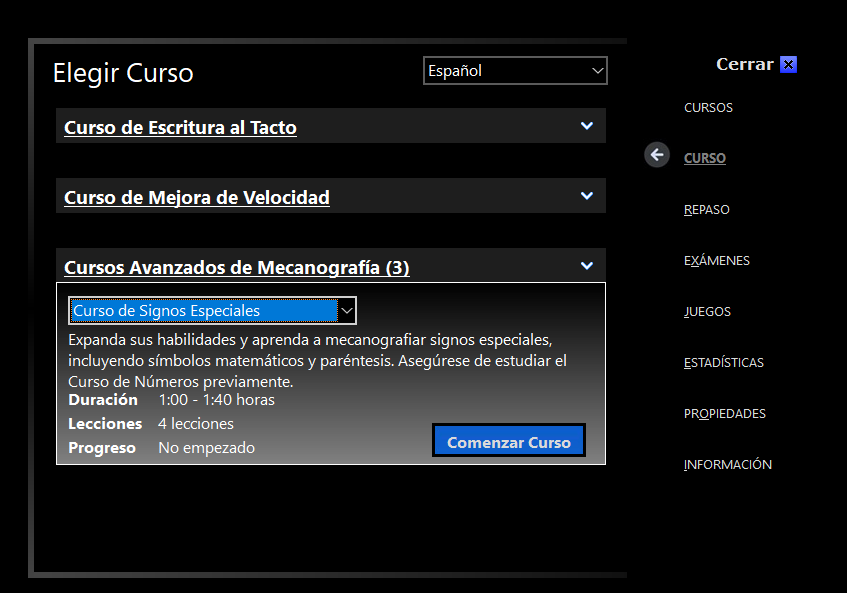 Elegir Curso
Español
Curso de Escritura al Tacto
Curso de Mejora de Velocidad
Cursos Avanzados de Mecanografía (3)
Curso de Signos Especiales
Expanda sus habilidades y aprenda a mecanografiar signos especiales,
incluyendo símbolos matemáticos y paréntesis. Asegúrese de estudiar el
Curso de Números previamente.
Duración 1:00 - 1:40 horas
Lecciones 4 lecciones
Progreso No empezado
Comenzar Curso
Cerrar
CURSOS
CURSO
REPASO
EXÁMENES
JUEGOS
ESTADÍSTICAS
PROPIEDADES
INFORMACIÓN